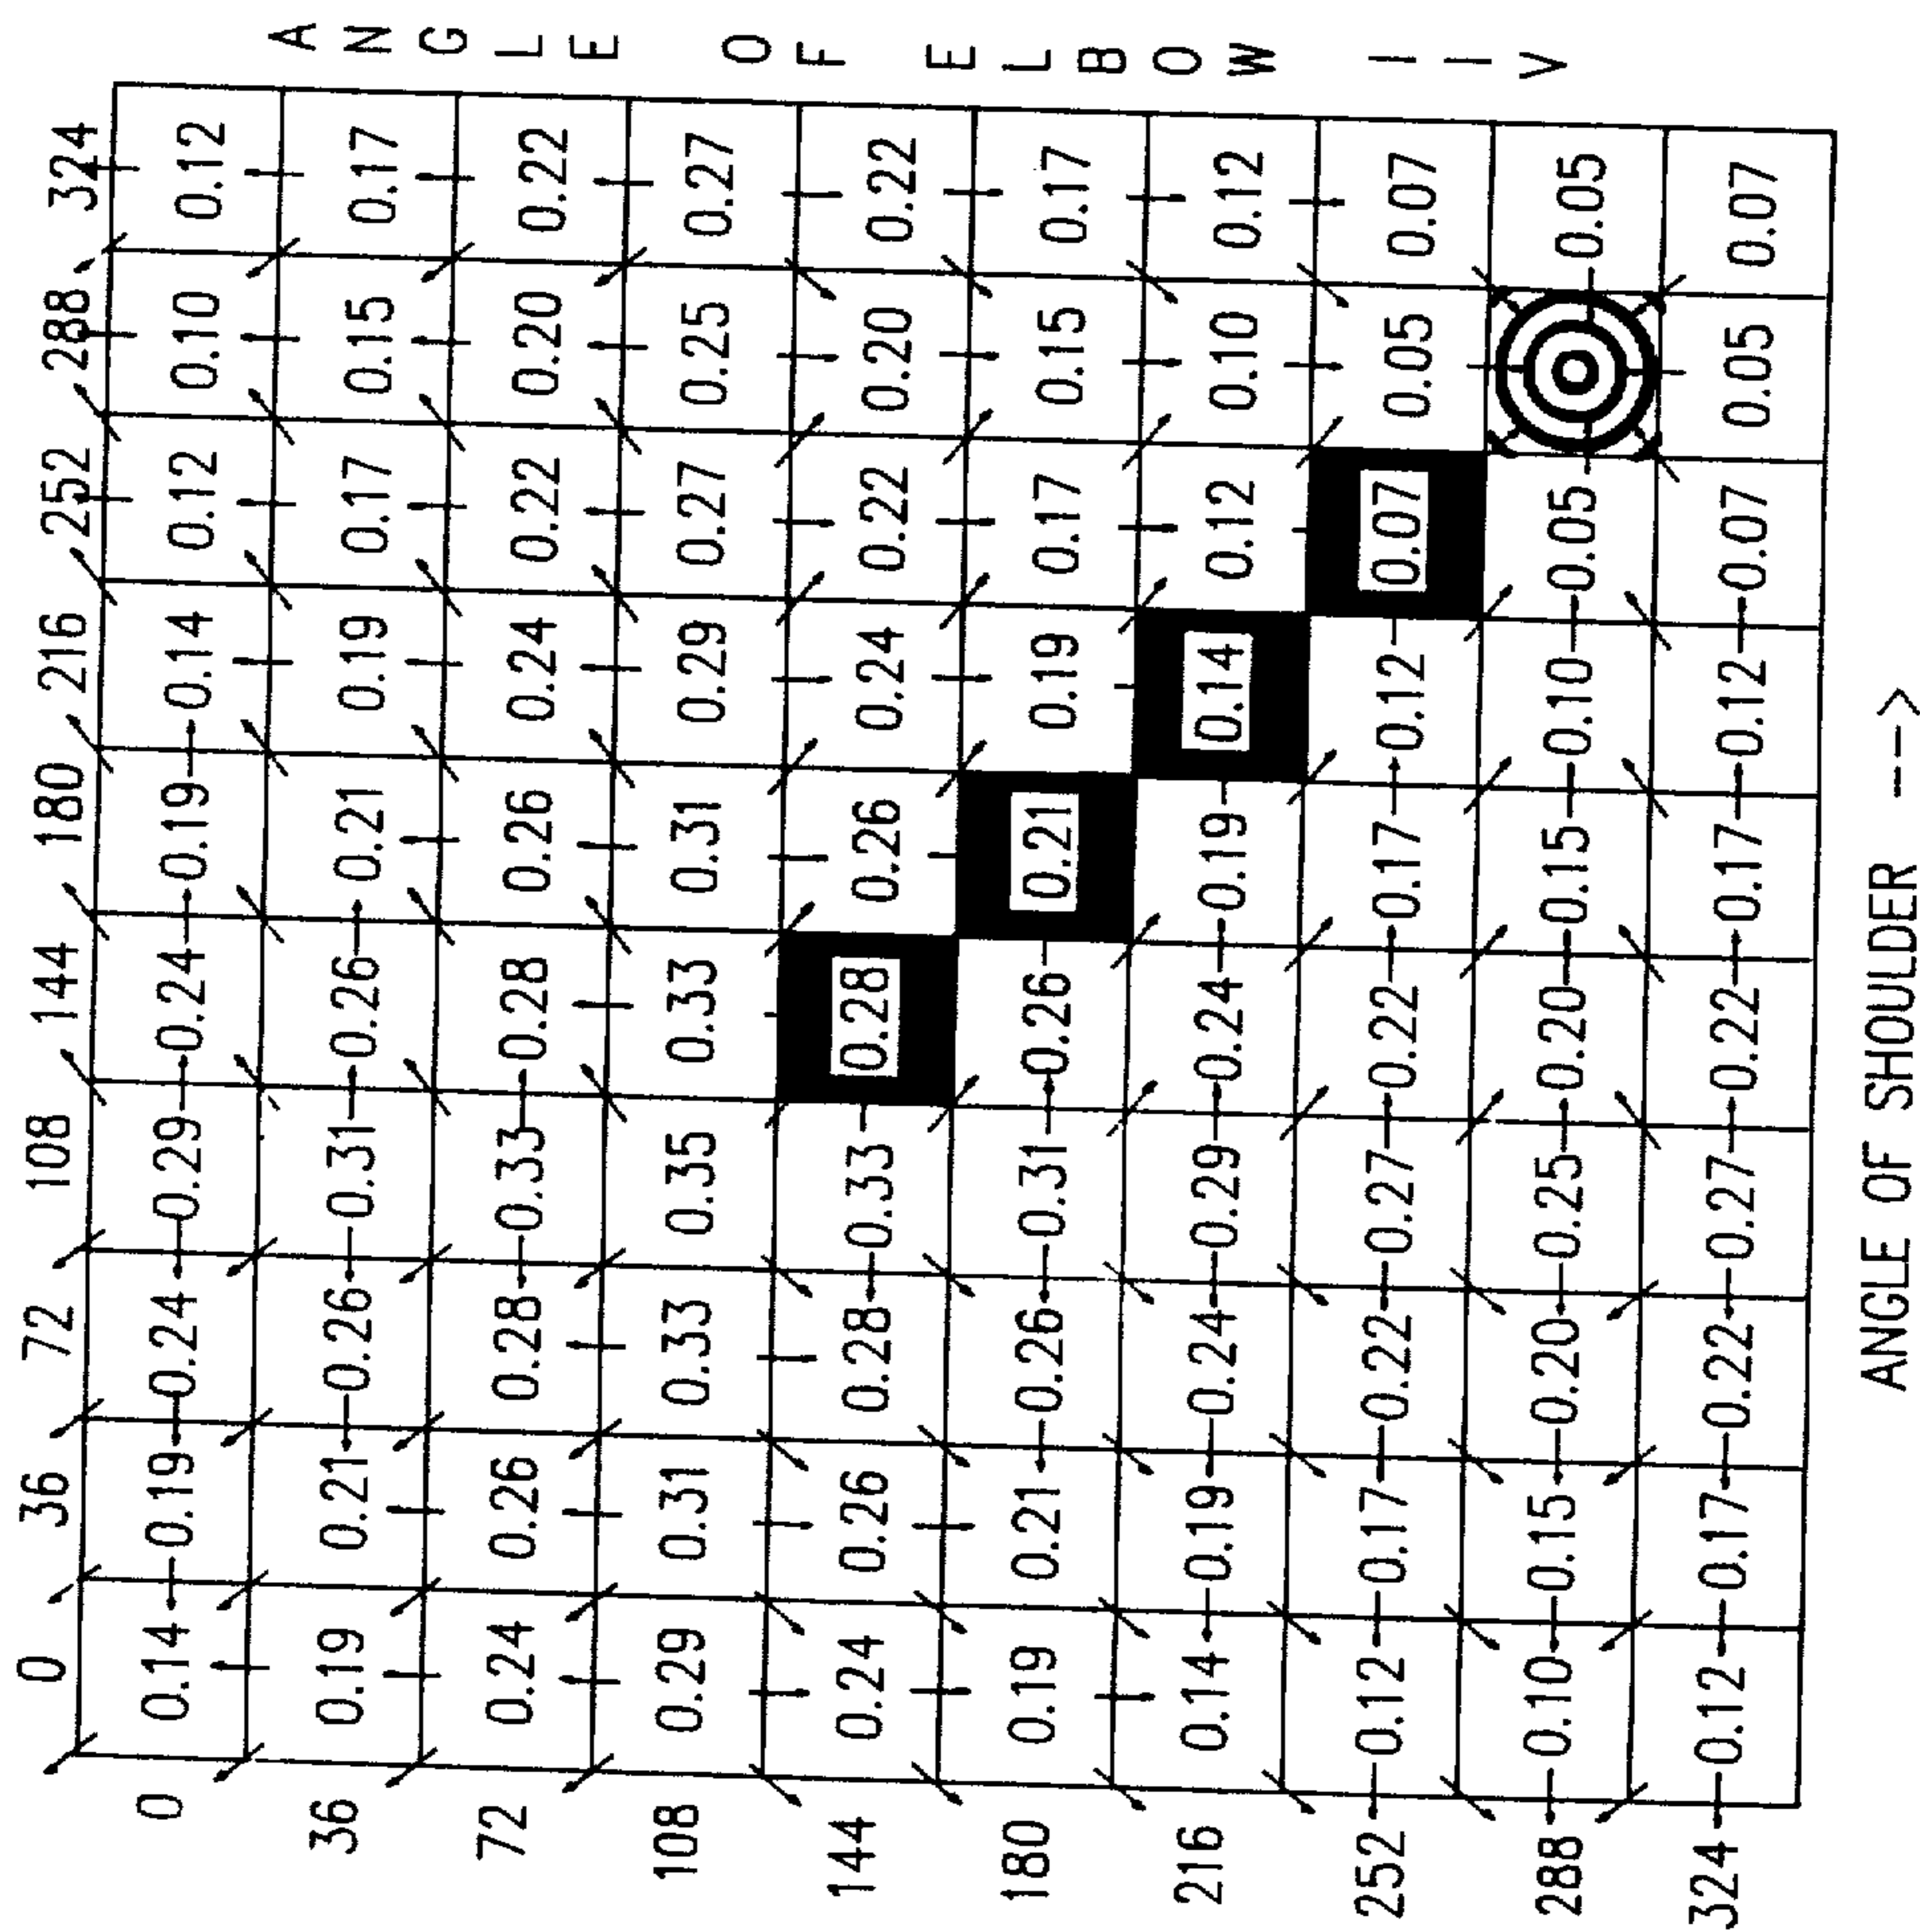 0 36 72 108 144 180 216 252 288 324
0 0.14 0.19 0.24 0.29 0.24 0.19 0.14 0.12 0.10 0.12
36 0.19 0.21 0.26 0.31 0.26 0.21 0.19 0.17 0.15 0.17
72 0.24 0.26 0.28 0.33 0.28 0.26 0.24 0.22 0.20 0.22
108 0.29 0.31 0.33 0.35 0.33 0.31 0.29 0.27 0.25 0.27
144 0.24 0.26 0.28 0.33 0.28 0.26 0.24 0.22 0.20 0.22
180 0.19 0.21 0.26 0.31 0.26 0.21 0.19 0.17 0.15 0.17
216 0.14 0.19 0.24 0.29 0.24 0.19 0.14 0.12 0.10 0.12
252 0.12 0.17 0.22 0.27 0.22 0.17 0.12 0.07 0.05 0.07
288 0.10 0.15 0.20 0.25 0.20 0.15 0.10 0.05 0.05
324 0.12 0.17 0.22 0.27 0.22 0.17 0.12 0.07 0.05 0.07
ANGLE OF ELBOW | | V
ANGLE OF SHOULDER --->